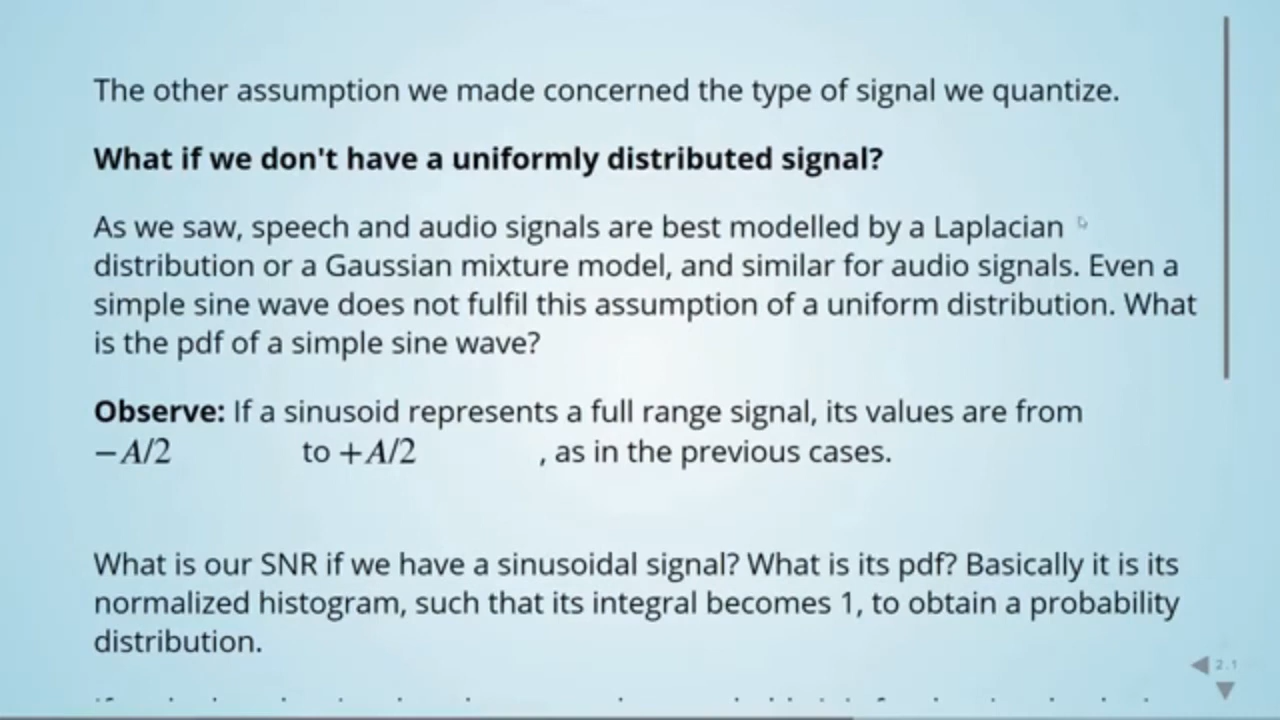 The other assumption we made concerned the type of signal we quantize.
What if we don't have a uniformly distributed signal?
As we saw, speech and audio signals are best modelled by a Laplacian
distribution or a Gaussian mixture model, and similar for audio signals. Even a
simple sine wave does not fulfil this assumption of a uniform distribution. What
is the pdf of a simple sine wave?
Observe: If a sinusoid represents a full range signal, its values are from
−A/2 to +A/2 , as in the previous cases.
What is our SNR if we have a sinusoidal signal? What is its pdf? Basically it is its
normalized histogram, such that its integral becomes 1, to obtain a probability
distribution.
2.1